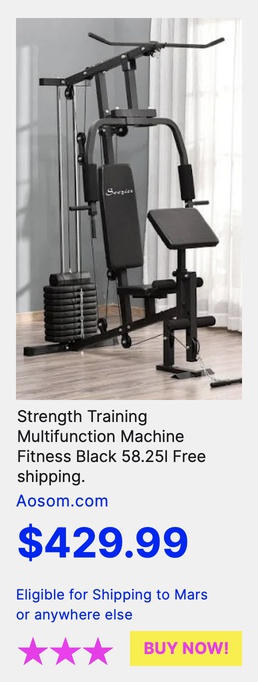 Soozier
Strength Training
Multifunction Machine
Fitness Black 58.25l Free
shipping.
Aosom.com
$429.99
Eligible for Shipping to Mars
or anywhere else
BUY NOW!